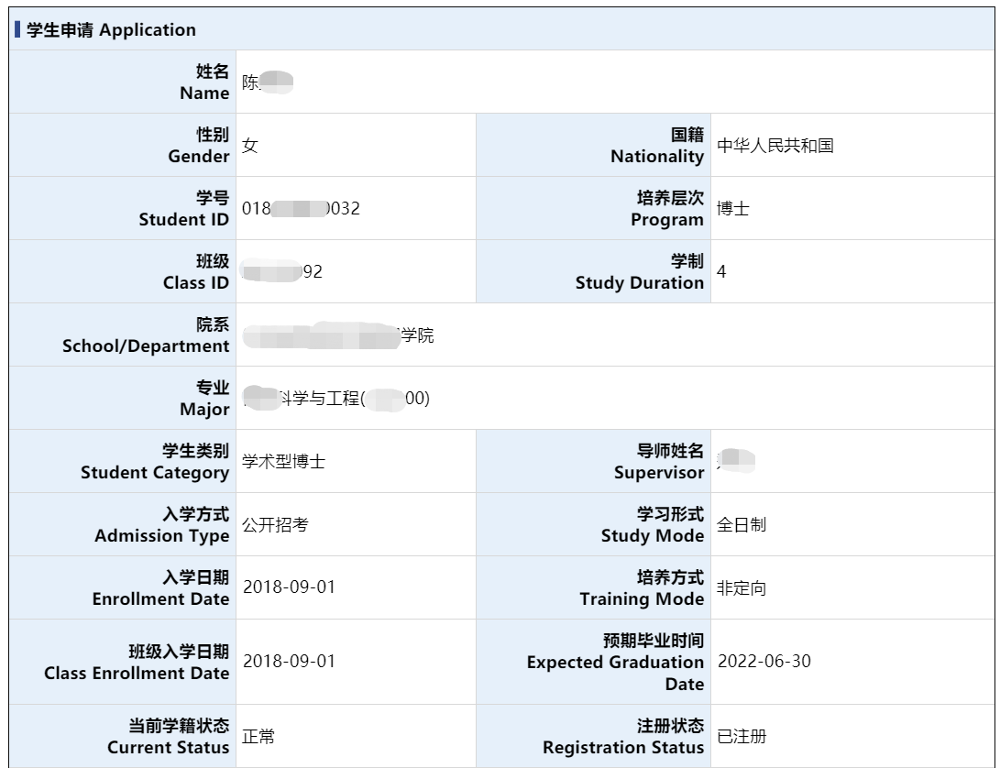 学生申请 Application
姓名
Name
陈
性别
Gender
女
国籍
Nationality
中华人民共和国
学号
Student ID
018 0032
培养层次
Program
博士
班级
Class ID
92
学制
Study Duration
4
院系
School/Department
学院
专业
Major
科学与工程( 00)
学生类别
Student Category
学术型博士
导师姓名
Supervisor
入学方式
Admission Type
公开招考
学习形式
Study Mode
全日制
入学日期
Enrollment Date
2018-09-01
培养方式
Training Mode
非定向
班级入学日期
Class Enrollment Date
2018-09-01
预期毕业时间
Expected Graduation
Date
2022-06-30
当前学籍状态
Current Status
正常
注册状态
Registration Status
已注册